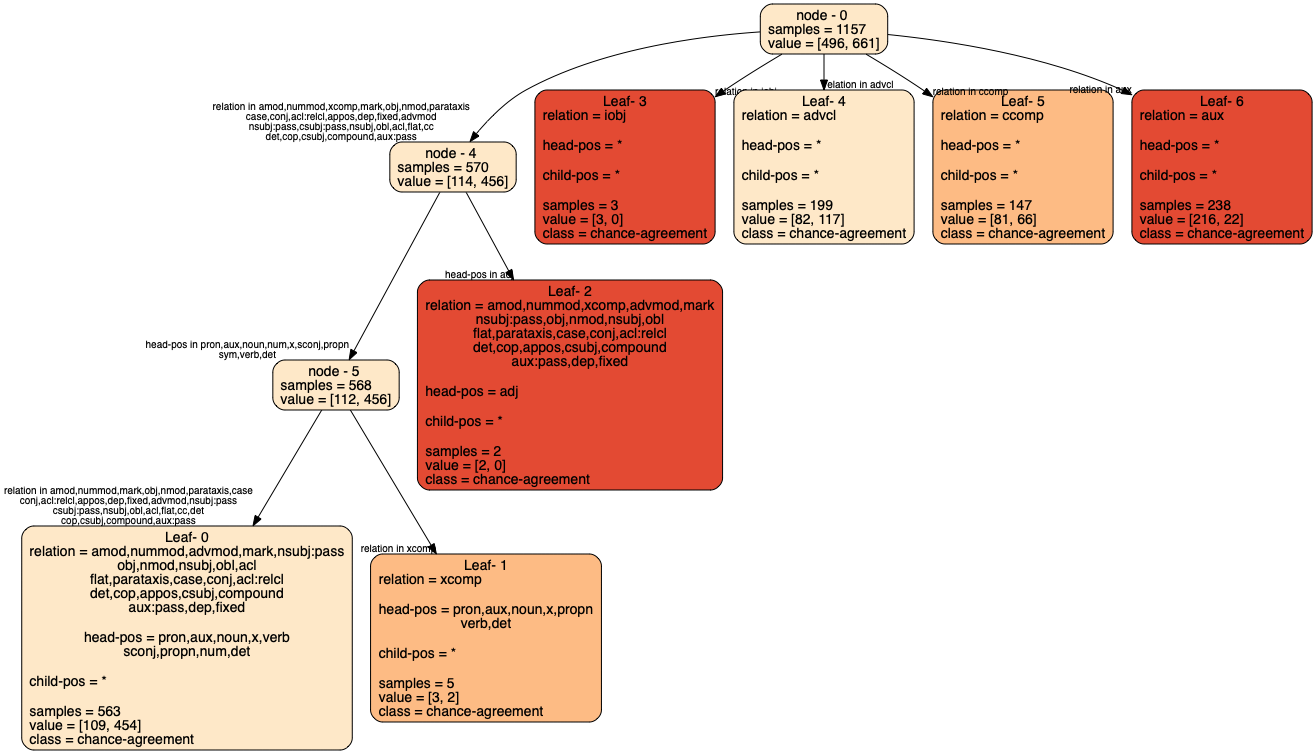 node - 0
samples = 1157
value = [496, 661]
relation in amod,nummod,xcomp,mark,obj,nmod,parataxis
case,conj,acl:relcl,appos,dep,fixed,advmod
nsubj:pass,csubj:pass,nsubj,obl,acl,flat,cc
det,cop,csubj,compound,aux:pass
node - 4
samples = 570
value = [114, 456]
relation in iobj
Leaf- 3
relation = iobj
head-pos = *
child-pos = *
samples = 3
value = [3, 0]
class = chance-agreement
relation in advcl
Leaf- 4
relation = advcl
head-pos = *
child-pos = *
samples = 199
value = [82, 117]
class = chance-agreement
relation in ccomp
Leaf- 5
relation = ccomp
head-pos = *
child-pos = *
samples = 147
value = [81, 66]
class = chance-agreement
relation in aux
Leaf- 6
relation = aux
head-pos = *
child-pos = *
samples = 238
value = [216, 22]
class = chance-agreement
head-pos in
Leaf- 2
relation = amod,nummod,xcomp,advmod,mark
nsubj:pass,obj,nmod,nsubj,obl
flat,parataxis,case,conj,acl:relcl
det,cop,appos,csubj,compound
aux:pass,dep,fixed
head-pos = adj
child-pos = *
samples = 2
value = [2, 0]
class = chance-agreement
head-pos in pron,aux,noun,num,x,sconj,propn
sym,verb,det
node - 5
samples = 568
value = [112, 456]
relation in amod,nummod,mark,obj,nmod,parataxis,case
conj,acl:relcl,appos,dep,fixed,advmod,nsubj:pass
csubj:pass,nsubj,obl,acl,flat,cc,det
cop,csubj,compound,aux:pass
Leaf- 0
relation = amod,nummod,advmod,mark,nsubj:pass
obj,nmod,nsubj,obl,acl
flat,parataxis,case,conj,acl:relcl
det,cop,appos,csubj,compound
aux:pass,dep,fixed
head-pos = pron,aux,noun,x,verb
sconj,propn,num,det
child-pos = *
samples = 563
value = [109, 454]
class = chance-agreement
relation in xcomp
Leaf- 1
relation = xcomp
head-pos = pron,aux,noun,x,propn
verb,det
child-pos = *
samples = 5
value = [3, 2]
class = chance-agreement